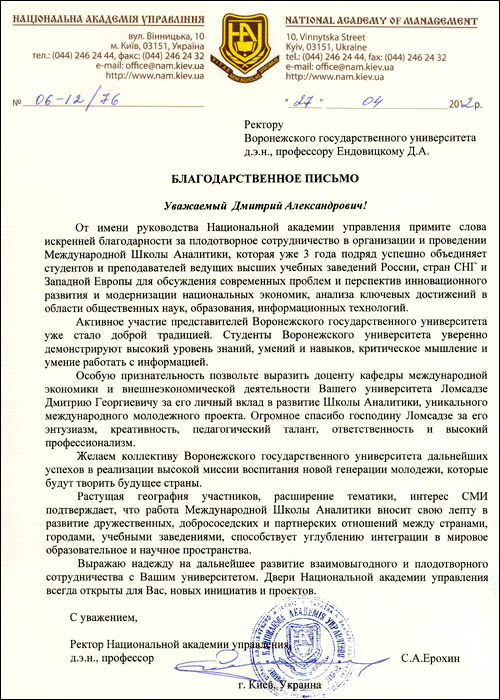 НАЦІОНАЛЬНА АКАДЕМІЯ УПРАВЛІННЯ
NATIONAL ACADEMY OF MANAGEMENT
вул. Вінницька, 10
м. Київ, 03151, Україна
тел.: (044) 246 24 44, факс: (044) 246 24 32
e-mail: office@nam.kiev.ua
http://www.nam.kiev.ua
10, Vinnytska Street
Kyiv, 03151, Ukraine
tel.: (044) 246 24 44, fax: (044) 246 24 32
e-mail: office@nam.kiev.ua
http://www.nam.kiev.ua
№ 06-12/76
"27" 04 2012 р.
Ректору
Воронежского государственного университета
д.э.н., профессору Ендовицкому Д.А.
БЛАГОДАРСТВЕННОЕ ПИСЬМО
Уважаемый Дмитрий Александрович!
От имени руководства Национальной академии управления примите слова
искренней благодарности за плодотворное сотрудничество в организации и проведении
Международной Школы Аналитики, которая уже 3 года подряд успешно объединяет
студентов и преподавателей ведущих высших учебных заведений России, стран СНГ и
Западной Европы для обсуждения современных проблем и перспектив инновационного
развития и модернизации национальных экономик, анализа ключевых достижений в
области общественных наук, образования, информационных технологий.
Активное участие представителей Воронежского государственного университета
уже стало доброй традицией. Студенты Воронежского университета уверенно
демонстрируют высокий уровень знаний, умений и навыков, критическое мышление и
умение работать с информацией.
Особую признательность позвольте выразить доценту кафедры международной
экономики и внешнеэкономической деятельности Вашего университета Ломсадзе
Дмитрию Георгиевичу за его личный вклад в развитие Школы Аналитики, уникального
международного молодежного проекта. Огромное спасибо господину Ломсадзе за его
энтузиазм, креативность, педагогический талант, ответственность и высокий
профессионализм.
Желаем коллективу Воронежского государственного университета дальнейших
успехов в реализации высокой миссии воспитания новой генерации молодежи, которые
будут творить будущее страны.
Растущая география участников, расширение тематики, интерес СМИ
подтверждает, что работа Международной Школы Аналитики вносит свою лепту в
развитие дружественных, добрососедских и партнерских отношений между странами,
городами, учебными заведениями, способствует углублению интеграции в мировое
образовательное и научное пространства.
Выражаю надежду на дальнейшее развитие взаимовыгодного и плодотворного
сотрудничества с Вашим университетом. Двери Национальной академии управления
всегда открыты для Вас, новых инициатив и проектов.
С уважением,
Ректор Национальной академии управления,
д.э.н., профессор
С.А.Ерохин
г. Киев, Украина